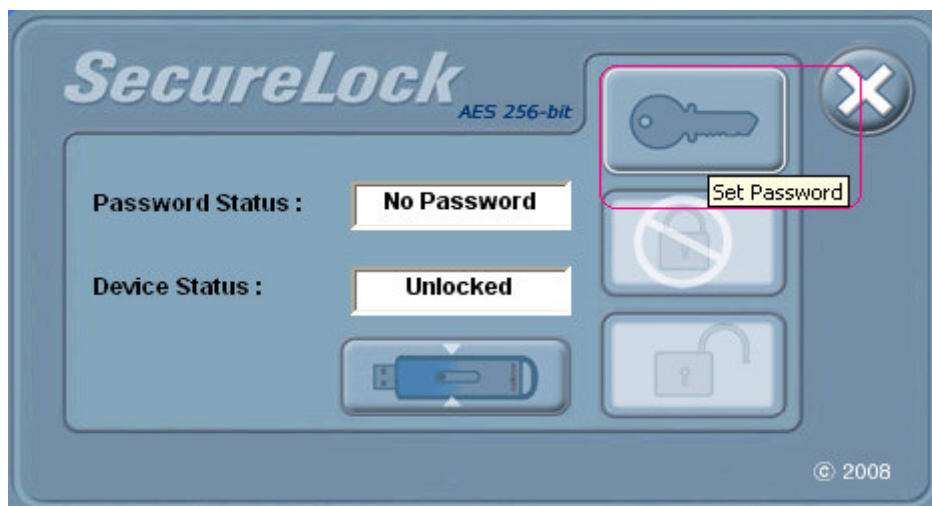 SecureLock
AES 256-bit
Set Password
Password Status : No Password
Device Status : Unlocked
© 2008